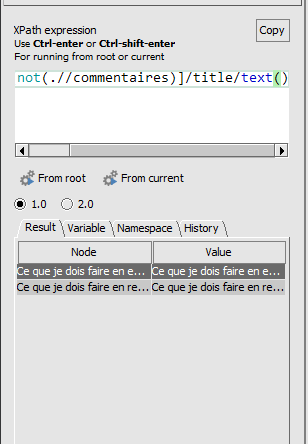 XPath expression
Copy
Use Ctrl-enter or Ctrl-shift-enter
For running from root or current
not(.//commentaires)]/title/text()
From root From current
1.0 2.0
Result Variable Namespace History
Node Value
Ce que je dois faire en e... Ce que je dois faire en e...
Ce que je dois faire en re... Ce que je dois faire en re...